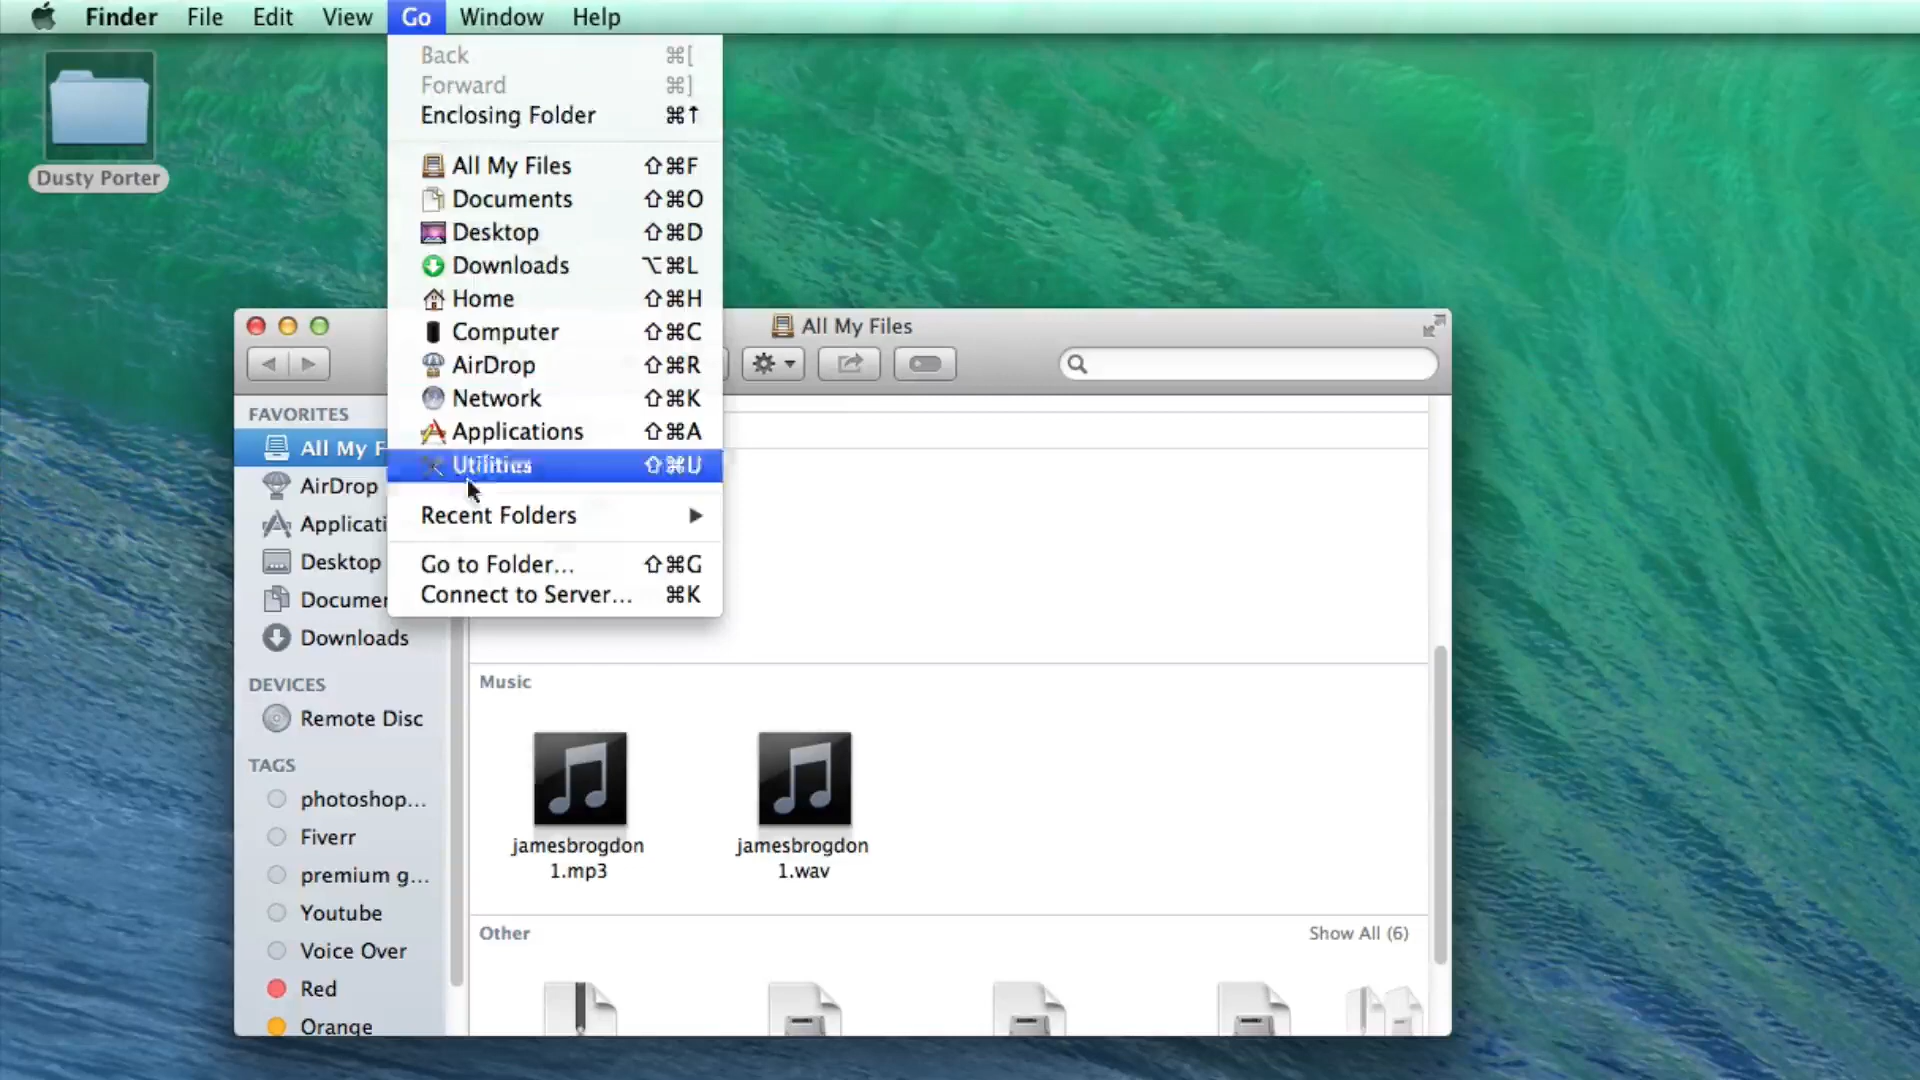 Finder File Edit View Go Window Help
Dusty Porter
Back ⌘[
Forward ⌘]
Enclosing Folder ⌘↑
All My Files ⇧⌘F
Documents ⇧⌘O
Desktop ⇧⌘D
Downloads ⌥⌘L
Home ⇧⌘H
Computer ⇧⌘C
AirDrop ⇧⌘R
Network ⇧⌘K
Applications ⇧⌘A
Utilities ⇧⌘U
Recent Folders ▶
Go to Folder... ⇧⌘G
Connect to Server... ⌘K
All My Files
FAVORITES
All My F
AirDrop
Applicati
Desktop
Documen
Downloads
DEVICES
Remote Disc
TAGS
photoshop...
Fiverr
premium g...
Youtube
Voice Over
Red
Orange
Music
jamesbrogdon
1.mp3
jamesbrogdon
1.wav
Other Show All (6)